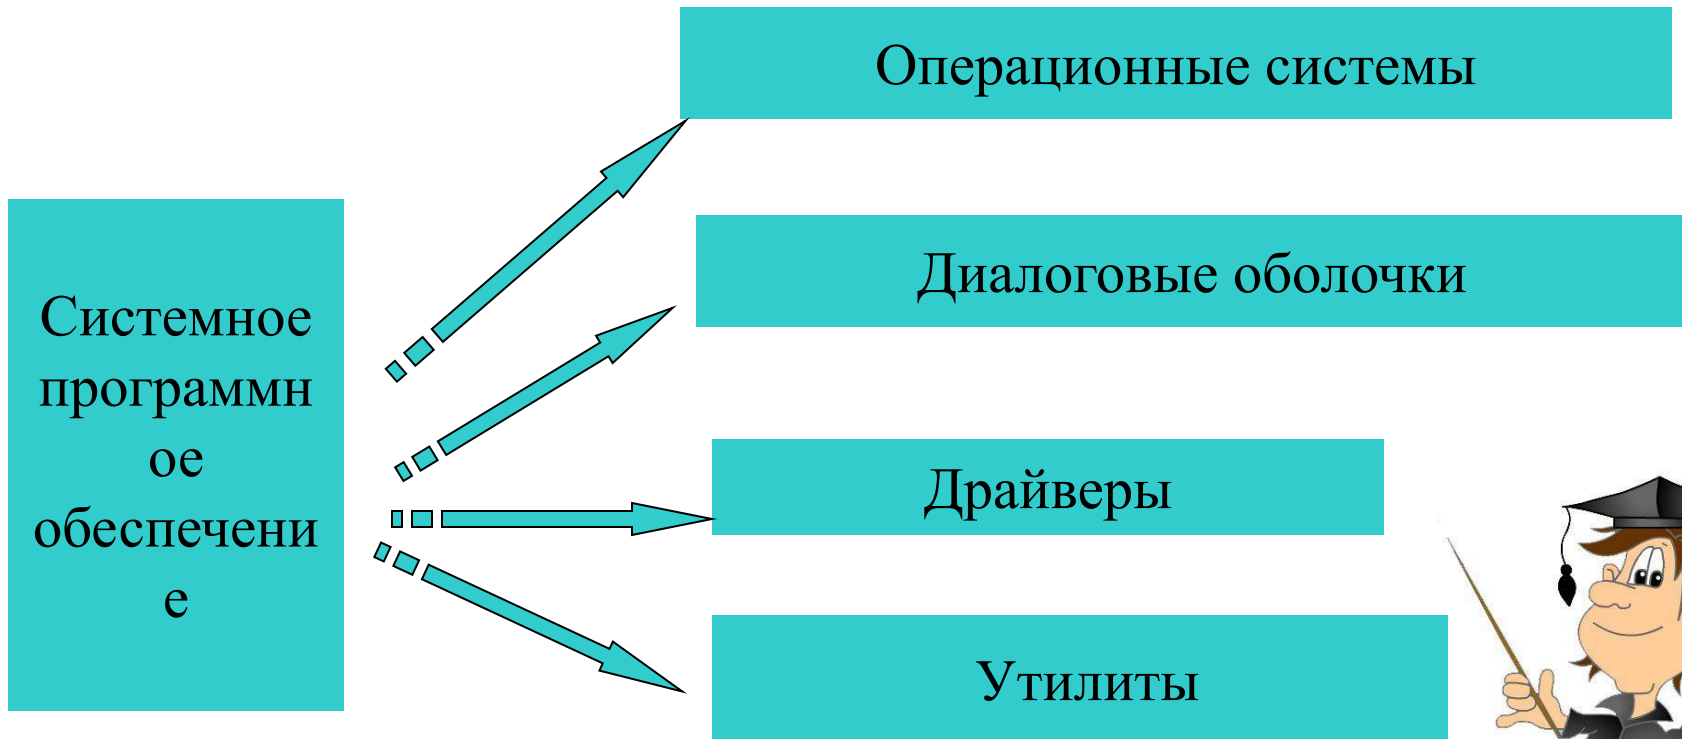 Системное
программн
ое
обеспечени
е
Операционные системы
Диалоговые оболочки
Драйверы
Утилиты